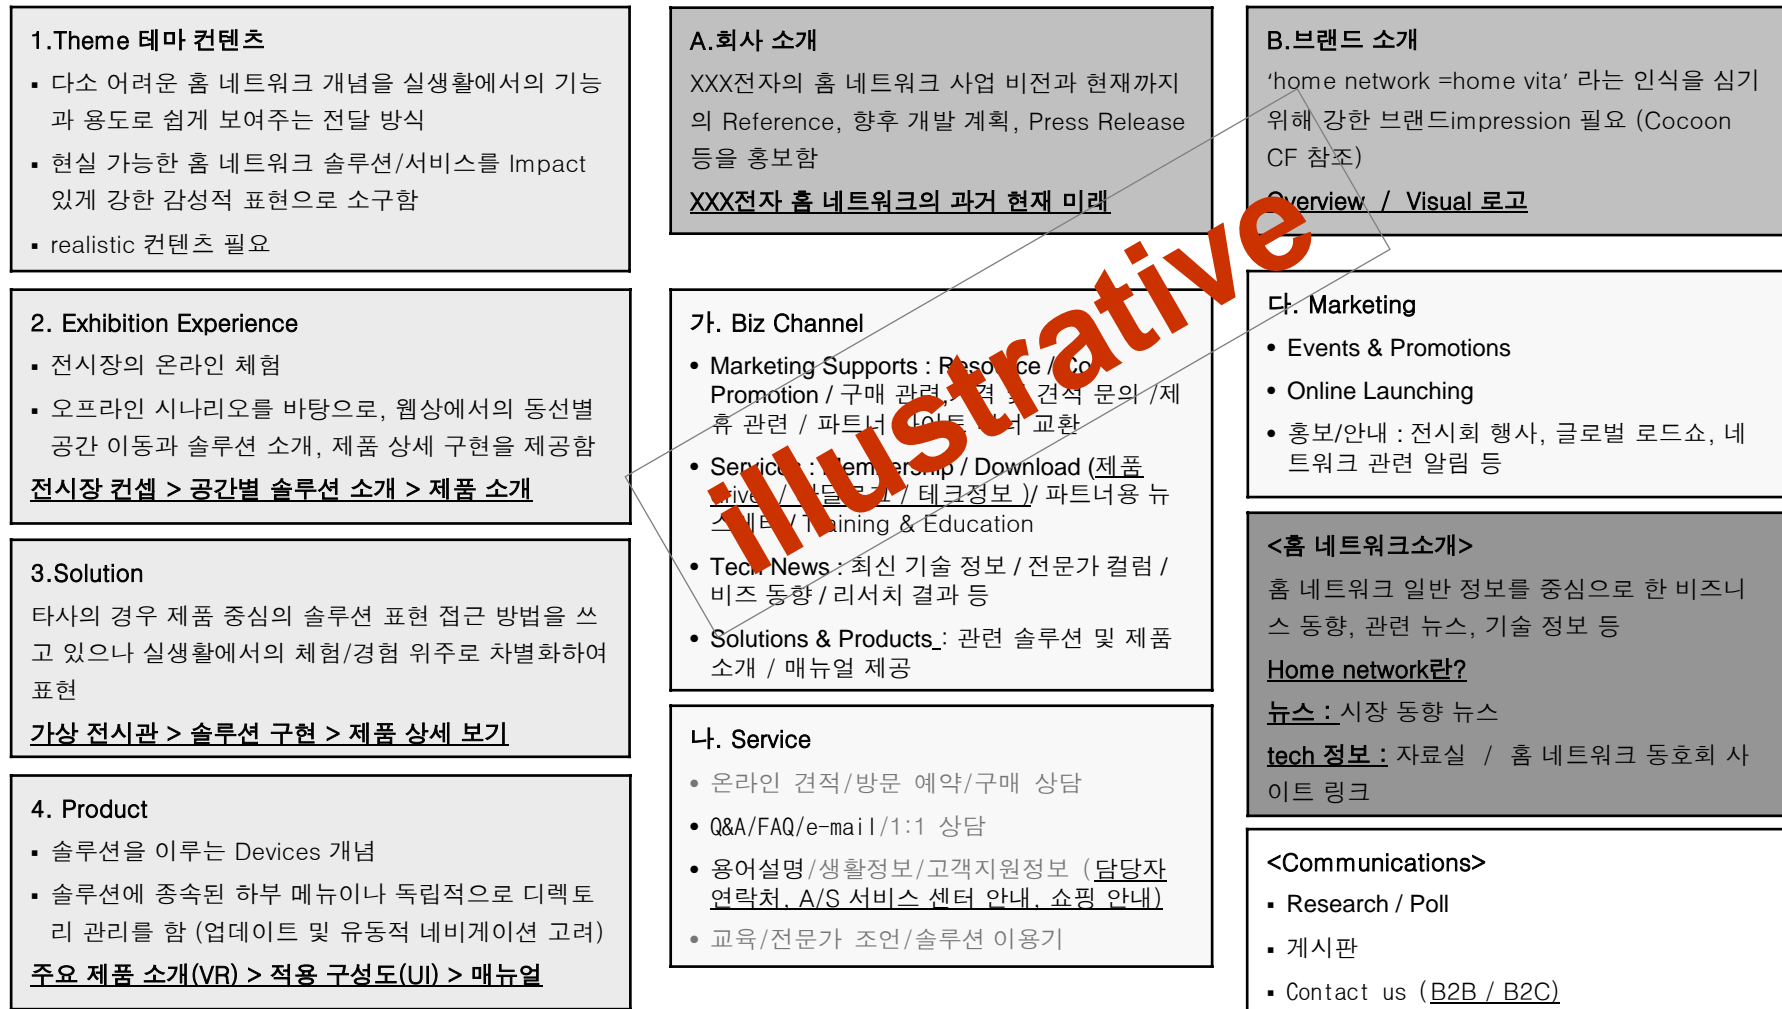 1.Theme 테마 컨텐츠
▪ 다소 어려운 홈 네트워크 개념을 실생활에서의 기능
과 용도로 쉽게 보여주는 전달 방식
▪ 현실 가능한 홈 네트워크 솔루션/서비스를 Impact
있게 강한 감성적 표현으로 소구함
▪ realistic 컨텐츠 필요
2. Exhibition Experience
▪ 전시장의 온라인 체험
▪ 오프라인 시나리오를 바탕으로, 웹상에서의 동선별
공간 이동과 솔루션 소개, 제품 상세 구현을 제공함
전시장 컨셉 > 공간별 솔루션 소개 > 제품 소개
3.Solution
타사의 경우 제품 중심의 솔루션 표현 접근 방법을 쓰
고 있으나 실생활에서의 체험/경험 위주로 차별화하여
표현
가상 전시관 > 솔루션 구현 > 제품 상세 보기
4. Product
▪ 솔루션을 이루는 Devices 개념
▪ 솔루션에 종속된 하부 메뉴이나 독립적으로 디렉토
리 관리를 함 (업데이트 및 유동적 네비게이션 고려)
주요 제품 소개(VR) > 적용 구성도(UI) > 매뉴얼
A.회사 소개
XXX전자의 홈 네트워크 사업 비전과 현재까지
의 Reference, 향후 개발 계획, Press Release
등을 홍보함
XXX전자 홈 네트워크의 과거 현재 미래
가. Biz Channel
• Marketing Supports : /
Promotion / 구매 관련, 견적 문의 /제
휴 관련 / 파트너 교환
• Services : Membership / Download (제품
/ / 테크정보 )/ 파트너용 뉴
/ Training & Education
• Tech News : 최신 기술 정보 / 전문가 컬럼 /
비즈 동향 / 리서치 결과 등
• Solutions & Products : 관련 솔루션 및 제품
소개 / 매뉴얼 제공
나. Service
• 온라인 견적/방문 예약/구매 상담
• Q&A/FAQ/e-mail/1:1 상담
• 용어설명/생활정보/고객지원정보 (담당자
연락처, A/S 서비스 센터 안내, 쇼핑 안내)
• 교육/전문가 조언/솔루션 이용기
B.브랜드 소개
‘home network =home vita’ 라는 인식을 심기
위해 강한 브랜드impression 필요 (Cocoon
CF 참조)
Overview / Visual 로고
다. Marketing
• Events & Promotions
• Online Launching
• 홍보/안내 : 전시회 행사, 글로벌 로드쇼, 네
트워크 관련 알림 등
<홈 네트워크소개>
홈 네트워크 일반 정보를 중심으로 한 비즈니
스 동향, 관련 뉴스, 기술 정보 등
Home network란?
뉴스 : 시장 동향 뉴스
tech 정보 : 자료실 / 홈 네트워크 동호회 사
이트 링크
<Communications>
▪ Research / Poll
▪ 게시판
▪ Contact us (B2B / B2C)
illustrative